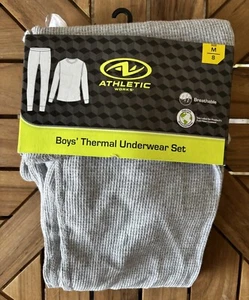 M
8
ATHLETIC
WORKS
Breathable
Boys' Thermal Underwear Set